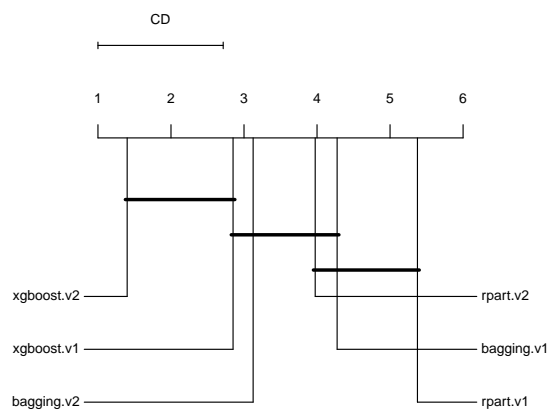 CD
1 2 3 4 5 6
xgboost.v2 rpart.v2
xgboost.v1 bagging.v1
bagging.v2 rpart.v1